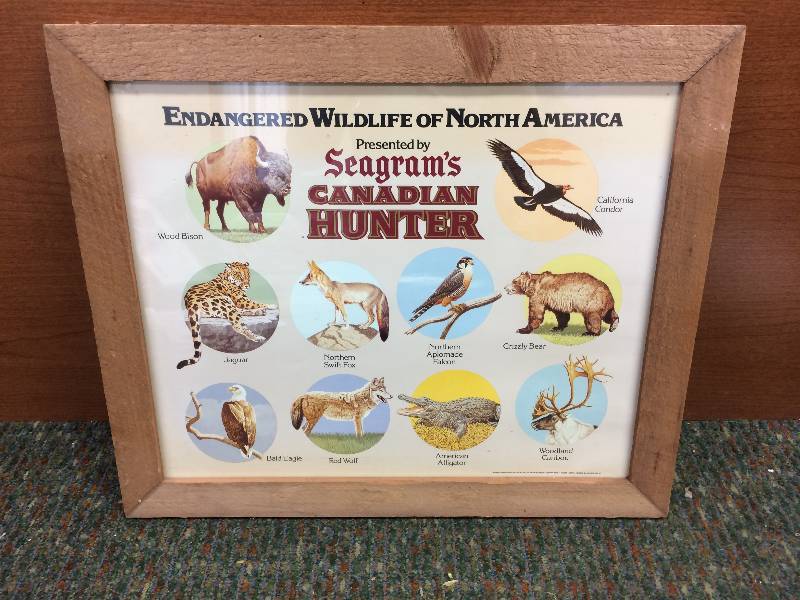 ENDANGERED WILDLIFE OF NORTH AMERICA
Presented by
Seagram's
CANADIAN
HUNTER
Wood Bison
California
Condor
Jaguar
Northern
Swift Fox
Northern
Aplomado
Falcon
Grizzly Bear
Bald Eagle
Red Wolf
American
Alligator
Woodland
Caribou